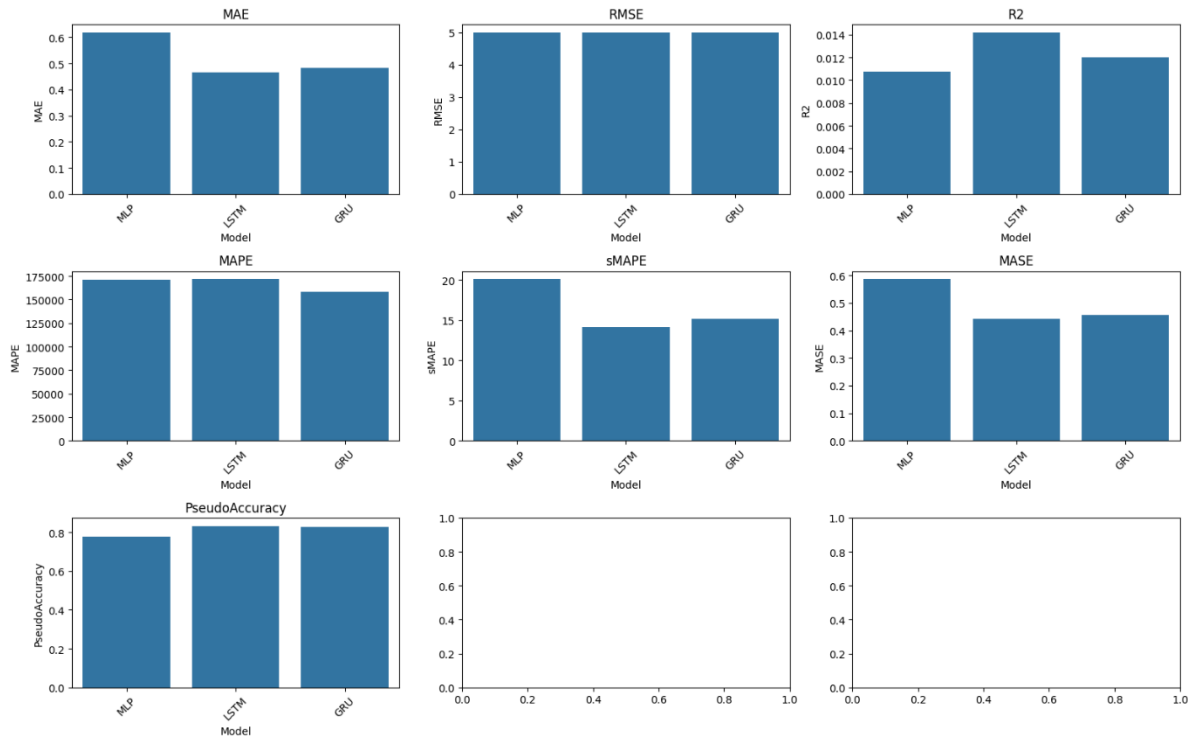 MAE
0.6
0.5
0.4
0.3
0.2
0.1
0.0
MAE
MLP
LSTM
GRU
Model
RMSE
5
4
3
2
1
0
RMSE
MLP
LSTM
GRU
Model
R2
0.014
0.012
0.010
0.008
0.006
0.004
0.002
0.000
R2
MLP
LSTM
GRU
Model
MAPE
175000
150000
125000
100000
75000
50000
25000
0
MAPE
MLP
LSTM
GRU
Model
sMAPE
20
15
10
5
0
sMAPE
MLP
LSTM
GRU
Model
MASE
0.6
0.5
0.4
0.3
0.2
0.1
0.0
MASE
MLP
LSTM
GRU
Model
PseudoAccuracy
0.8
0.6
0.4
0.2
0.0
PseudoAccuracy
MLP
LSTM
GRU
Model
1.0
0.8
0.6
0.4
0.2
0.0
0.0 0.2 0.4 0.6 0.8 1.0
1.0
0.8
0.6
0.4
0.2
0.0
0.0 0.2 0.4 0.6 0.8 1.0